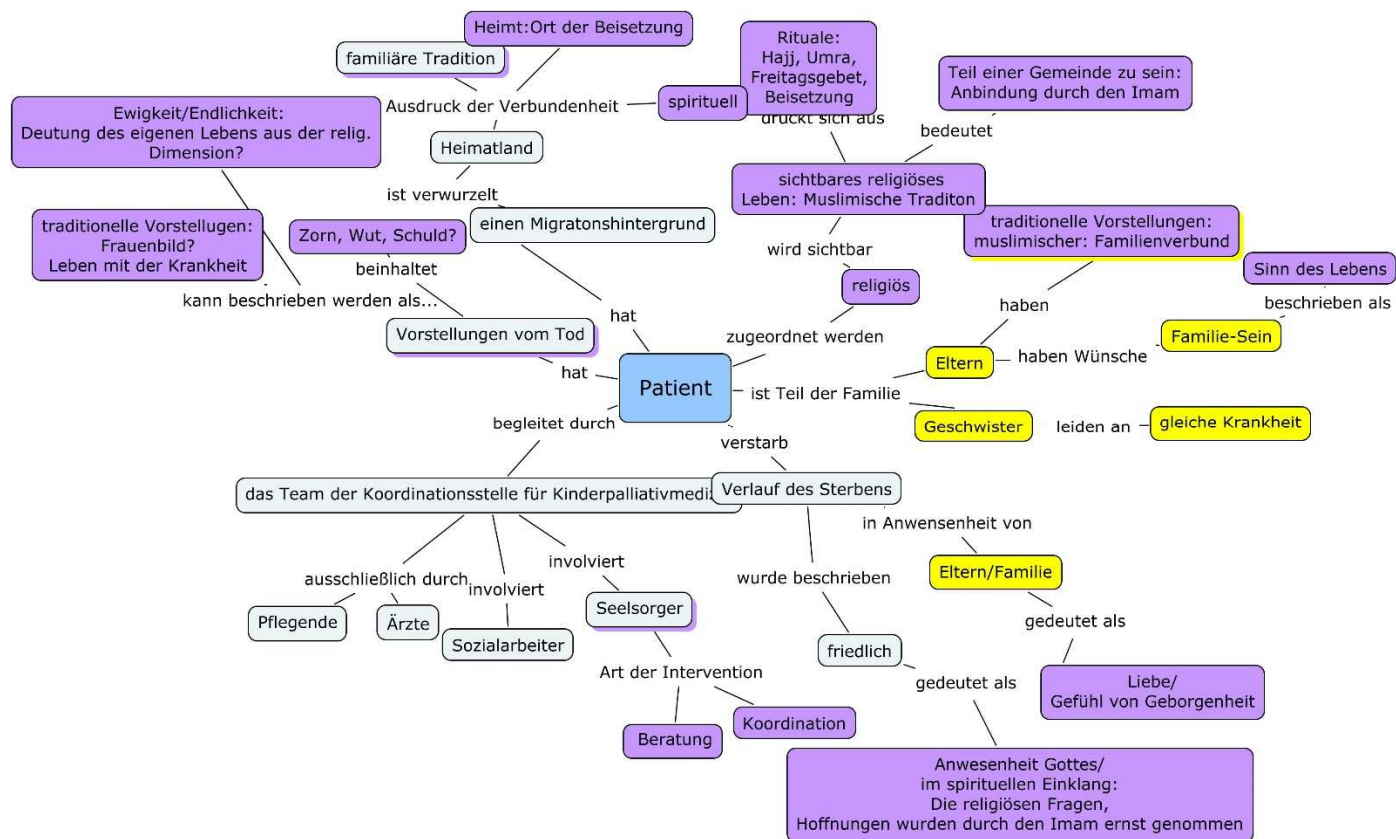 Heimt:Ort der Beisetzung
familiäre Tradition
Rituale:
Hajj, Umra,
Freitagsgebet,
Beisetzung
drückt sich aus
Teil einer Gemeinde zu sein:
Anbindung durch den Imam
Ewigkeit/Endlichkeit:
Deutung des eigenen Lebens aus der relig.
Dimension?
Ausdruck der Verbundenheit
spirituell
bedeutet
Heimatland
ist verwurzelt
sichtbares religiöses
Leben: Muslimische Traditon
einen Migratonshintergrund
traditionelle Vorstellugen:
Frauenbild?
Leben mit der Krankheit
Zorn, Wut, Schuld?
beinhaltet
kann beschrieben werden als...
traditionelle Vorstellungen:
muslimischer: Familienverbund
wird sichtbar
religiös
Sinn des Lebens
beschrieben als
Vorstellungen vom Tod
hat
hat
zugeordnet werden
haben
Familie-Sein
Eltern
haben Wünsche
Patient
ist Teil der Familie
begleitet durch
Geschwister
leiden an
gleiche Krankheit
verstarb
das Team der Koordinationsstelle für Kinderpalliativmediz
Verlauf des Sterbens
in Anwensenheit von
ausschließlich durch
involviert
involviert
wurde beschrieben
Eltern/Familie
Pflegende
Ärzte
Sozialarbeiter
Seelsorger
gedeutet als
friedlich
Art der Intervention
gedeutet als
Liebe/
Gefühl von Geborgenheit
Beratung
Koordination
Anwesenheit Gottes/
im spirituellen Einklang:
Die religiösen Fragen,
Hoffnungen wurden durch den Imam ernst genommen